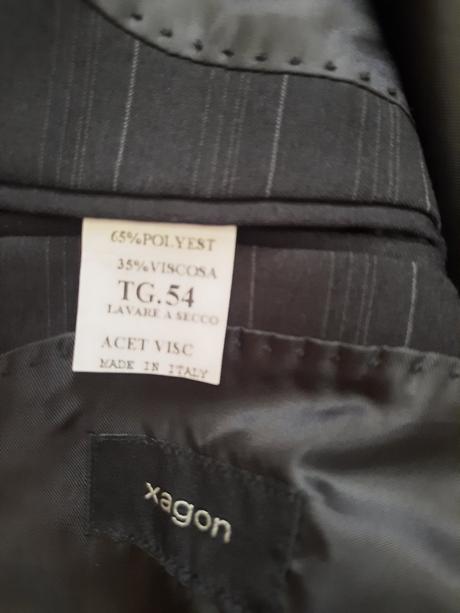 65%POLYEST
35%VISCOSA
TG.54
LAVARE A SECCO
ACET VISC
MADE IN ITALY
xagon